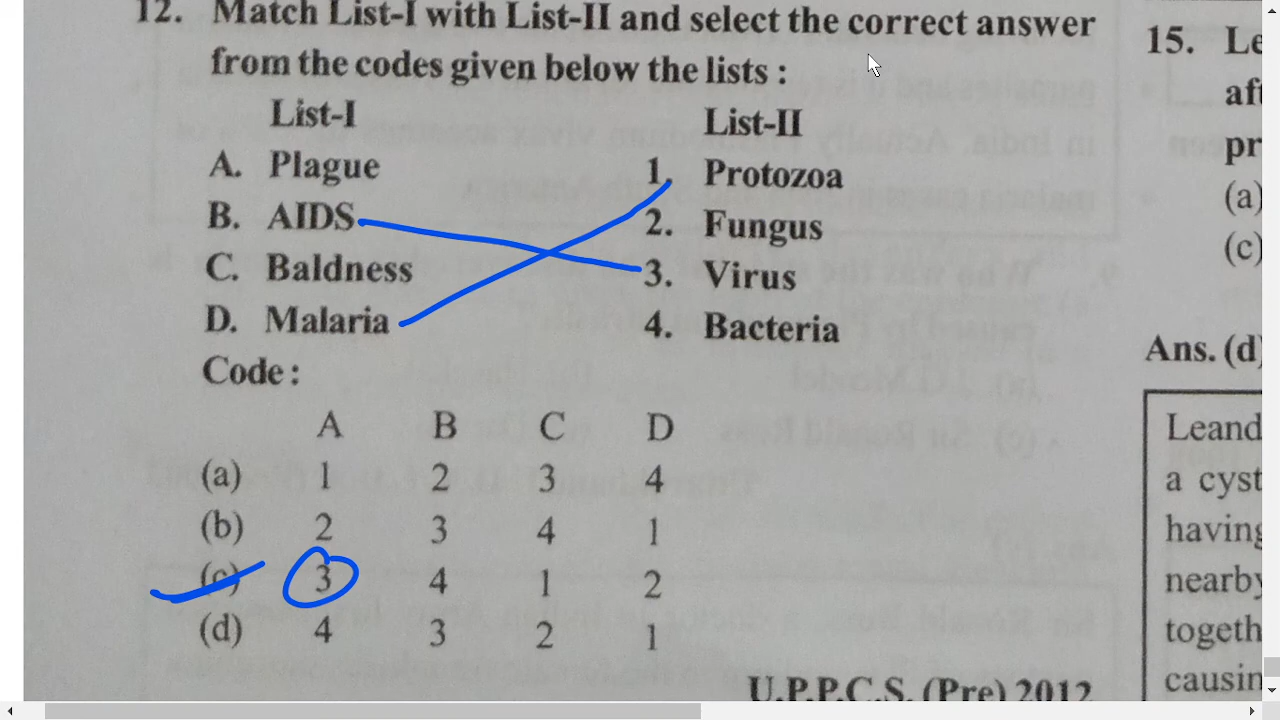 12. Match List-I with List-II and select the correct answer
from the codes given below the lists :
List-I List-II
A. Plague 1. Protozoa
B. AIDS 2. Fungus
C. Baldness 3. Virus
D. Malaria 4. Bacteria
Code :
A B C D
(a) 1 2 3 4
(b) 2 3 4 1
(c) 3 4 1 2
(d) 4 3 2 1
U.P.P.C.S. (Pre) 2012
15. Le
aft
pr
(a)
(c)
Ans. (d)
Leand
a cyst
having
nearby
togeth
causin